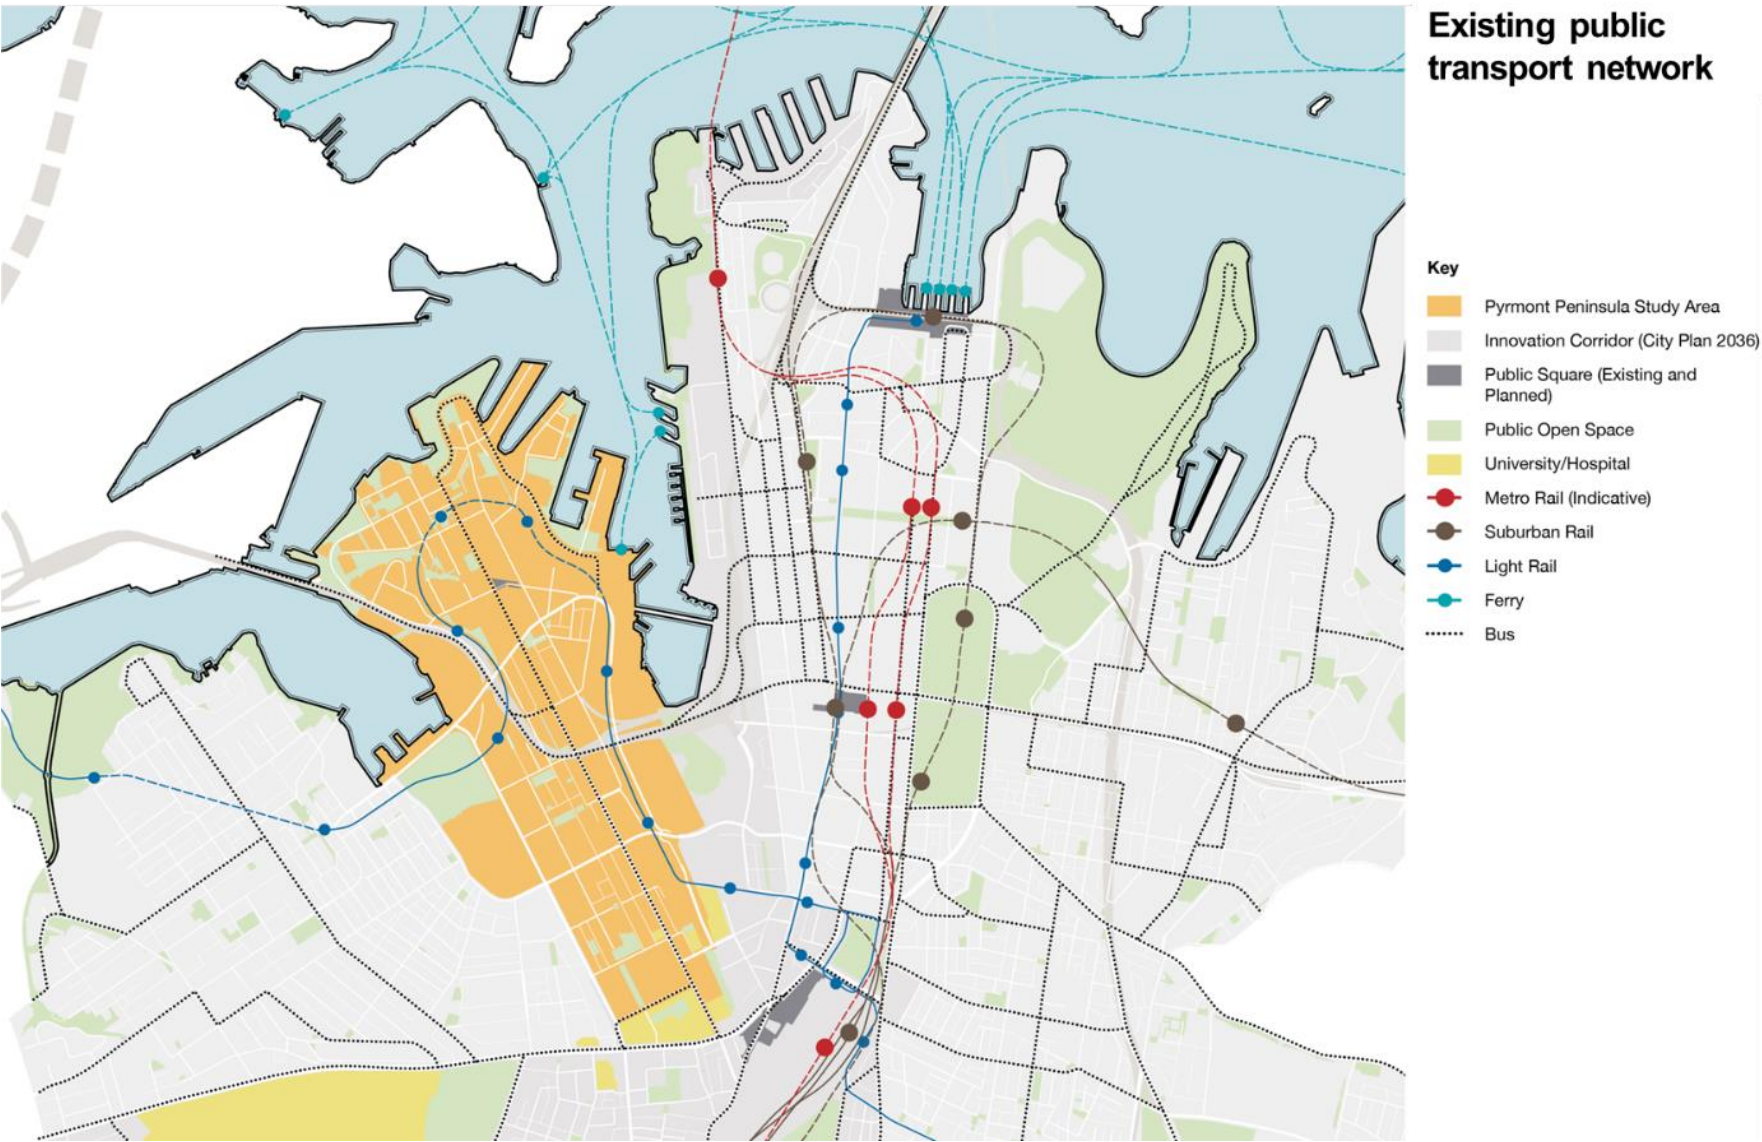 Existing public
transport network
Key
Pyrmont Peninsula Study Area
Innovation Corridor (City Plan 2036)
Public Square (Existing and
Planned)
Public Open Space
University/Hospital
Metro Rail (Indicative)
Suburban Rail
Light Rail
Ferry
Bus